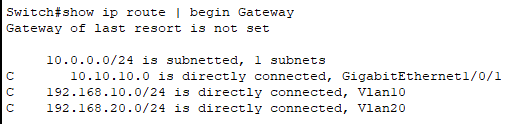 Switch#show ip route | begin Gateway
Gateway of last resort is not set

     10.0.0.0/24 is subnetted, 1 subnets
C       10.10.10.0 is directly connected, GigabitEthernet1/0/1
C    192.168.10.0/24 is directly connected, Vlan10
C    192.168.20.0/24 is directly connected, Vlan20